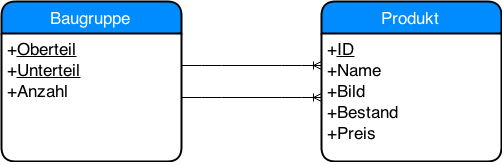 Baugruppe
+Oberteil
+Unterteil
+Anzahl
Produkt
+ID
+Name
+Bild
+Bestand
+Preis